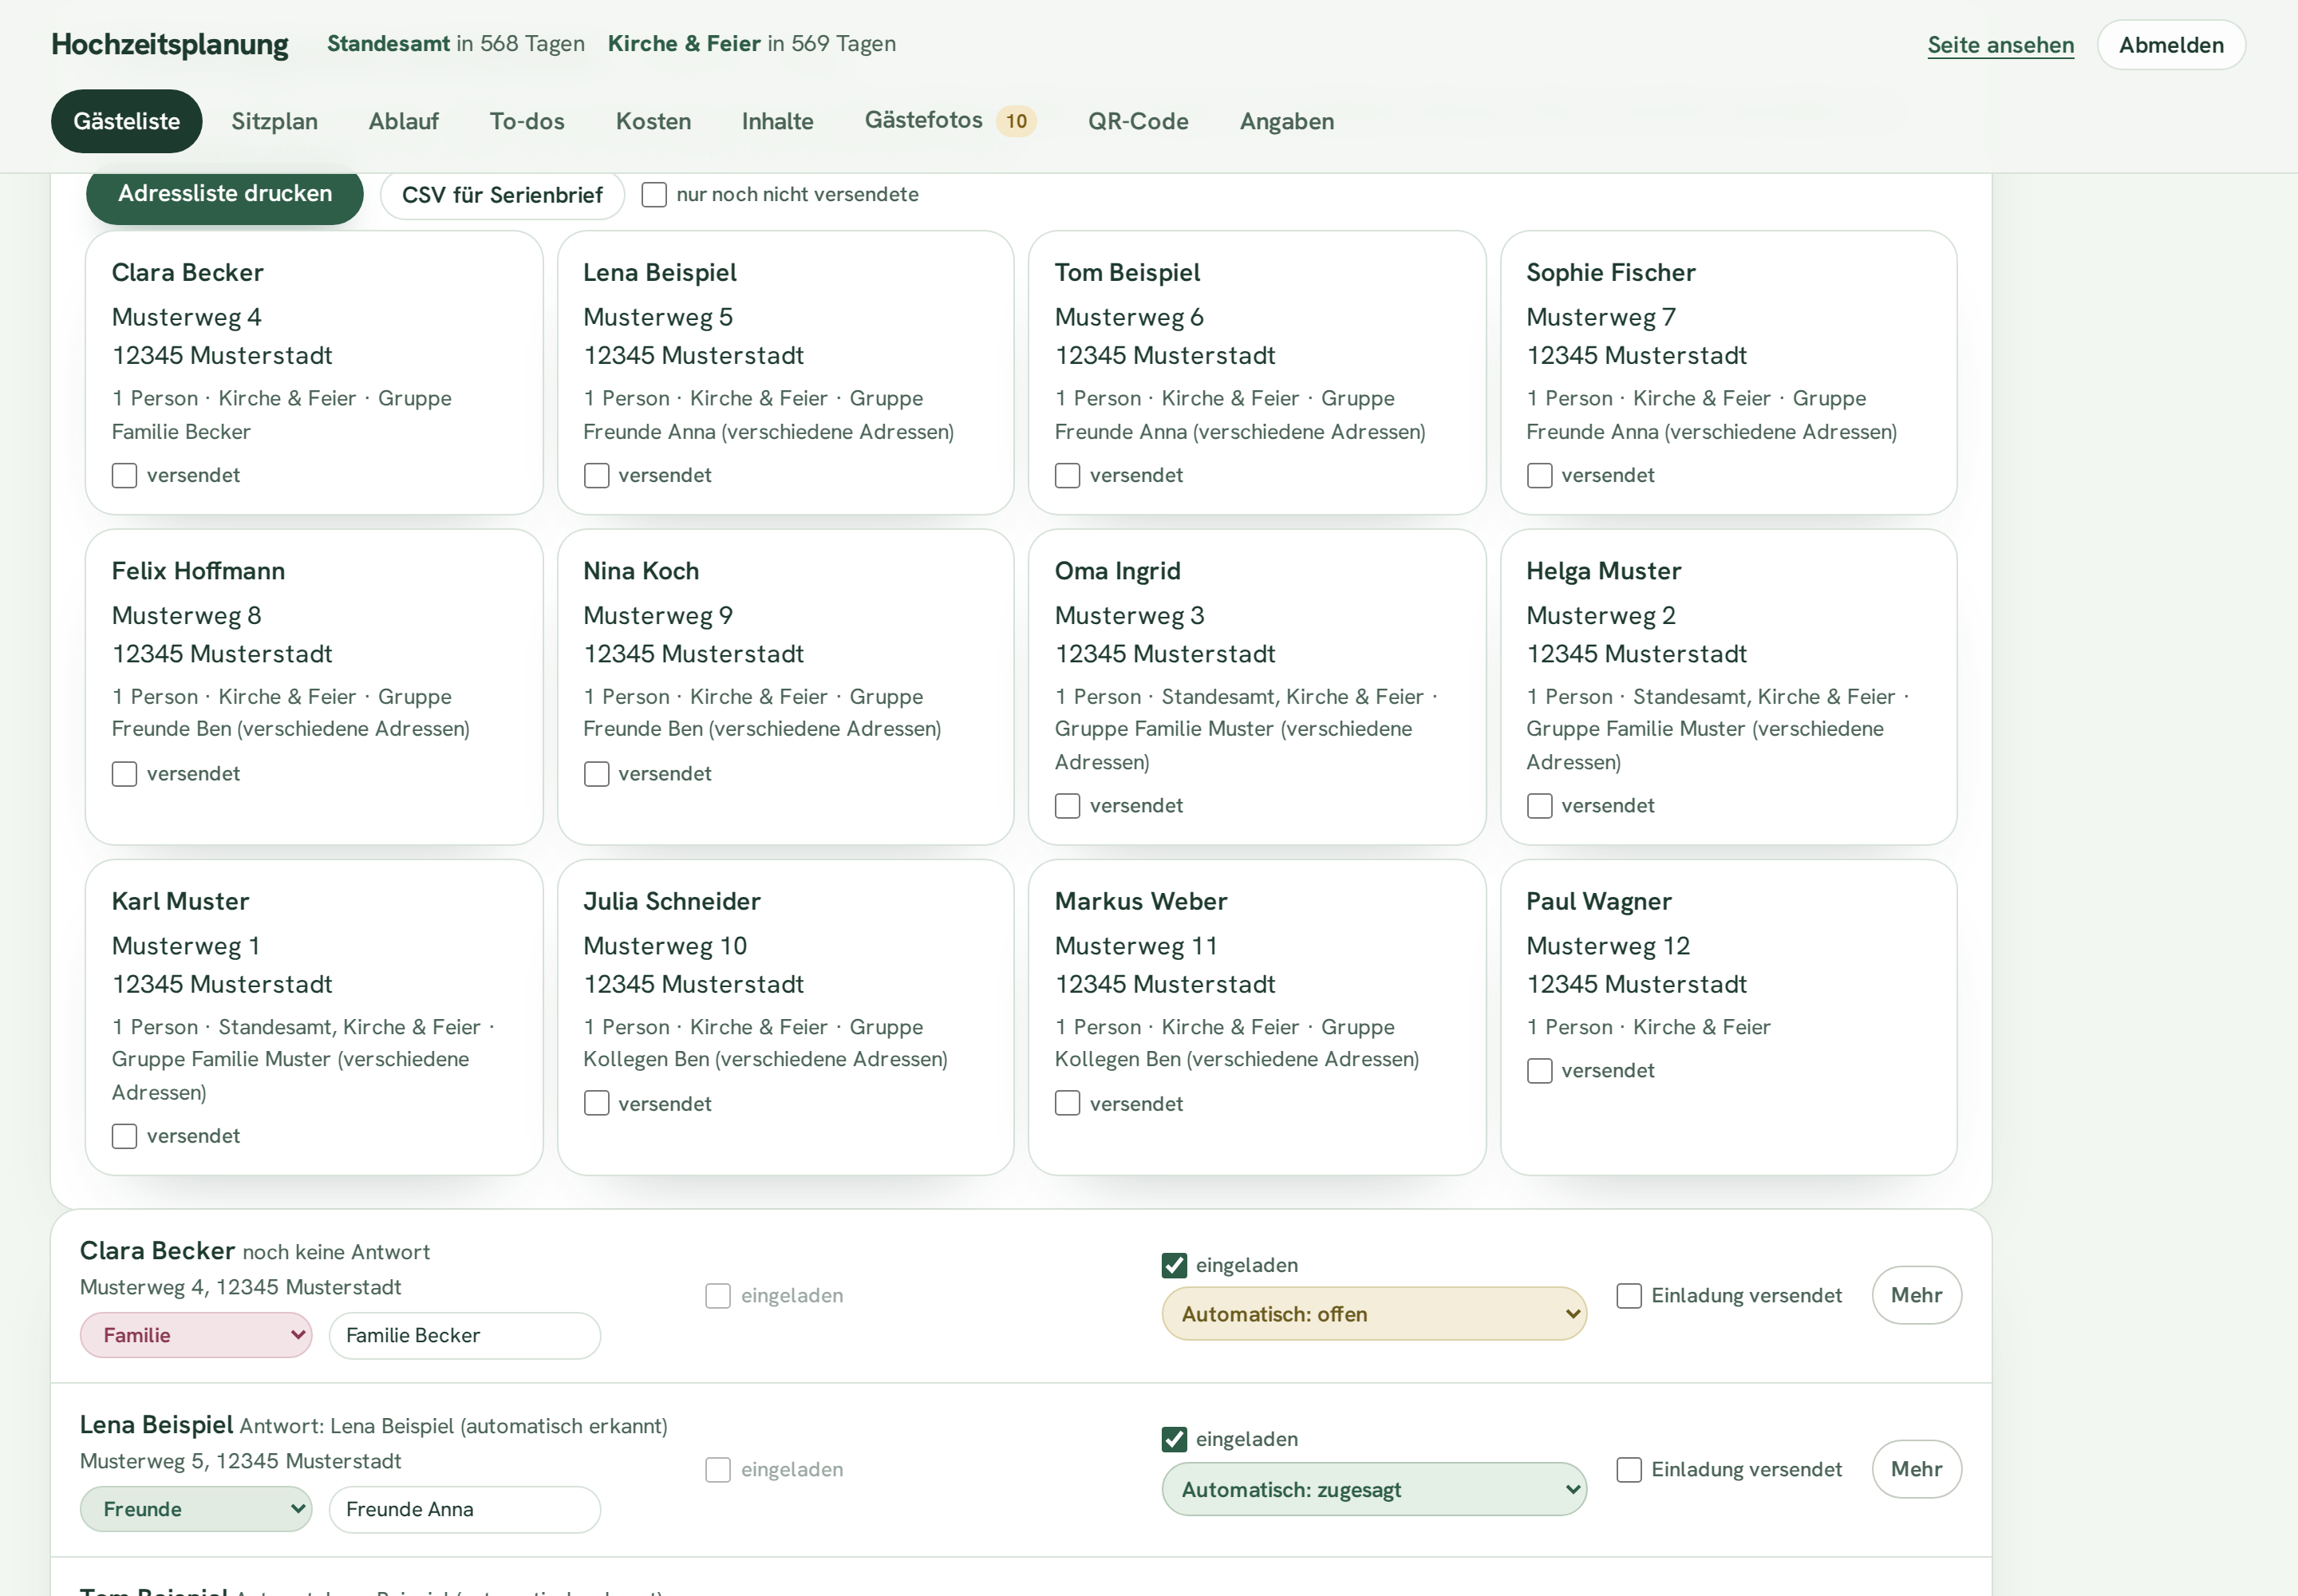 Hochzeitsplanung Standesamt in 568 Tagen Kirche & Feier in 569 Tagen Seite ansehen Abmelden
Gästeliste Sitzplan Ablauf To-dos Kosten Inhalte Gästefotos 10 QR-Code Angaben
Adressliste drucken CSV für Serienbrief nur noch nicht versendete
Clara Becker
Musterweg 4
12345 Musterstadt
1 Person · Kirche & Feier · Gruppe
Familie Becker
versendet
Lena Beispiel
Musterweg 5
12345 Musterstadt
1 Person · Kirche & Feier · Gruppe
Freunde Anna (verschiedene Adressen)
versendet
Tom Beispiel
Musterweg 6
12345 Musterstadt
1 Person · Kirche & Feier · Gruppe
Freunde Anna (verschiedene Adressen)
versendet
Sophie Fischer
Musterweg 7
12345 Musterstadt
1 Person · Kirche & Feier · Gruppe
Freunde Anna (verschiedene Adressen)
versendet
Felix Hoffmann
Musterweg 8
12345 Musterstadt
1 Person · Kirche & Feier · Gruppe
Freunde Ben (verschiedene Adressen)
versendet
Nina Koch
Musterweg 9
12345 Musterstadt
1 Person · Kirche & Feier · Gruppe
Freunde Ben (verschiedene Adressen)
versendet
Oma Ingrid
Musterweg 3
12345 Musterstadt
1 Person · Standesamt, Kirche & Feier ·
Gruppe Familie Muster (verschiedene
Adressen)
versendet
Helga Muster
Musterweg 2
12345 Musterstadt
1 Person · Standesamt, Kirche & Feier ·
Gruppe Familie Muster (verschiedene
Adressen)
versendet
Karl Muster
Musterweg 1
12345 Musterstadt
1 Person · Standesamt, Kirche & Feier ·
Gruppe Familie Muster (verschiedene
Adressen)
versendet
Julia Schneider
Musterweg 10
12345 Musterstadt
1 Person · Kirche & Feier · Gruppe
Kollegen Ben (verschiedene Adressen)
versendet
Markus Weber
Musterweg 11
12345 Musterstadt
1 Person · Kirche & Feier · Gruppe
Kollegen Ben (verschiedene Adressen)
versendet
Paul Wagner
Musterweg 12
12345 Musterstadt
1 Person · Kirche & Feier
versendet
Clara Becker noch keine Antwort
Musterweg 4, 12345 Musterstadt
Familie Familie Becker
eingeladen
eingeladen
Automatisch: offen
Einladung versendet Mehr
Lena Beispiel Antwort: Lena Beispiel (automatisch erkannt)
Musterweg 5, 12345 Musterstadt
Freunde Freunde Anna
eingeladen
eingeladen
Automatisch: zugesagt
Einladung versendet Mehr